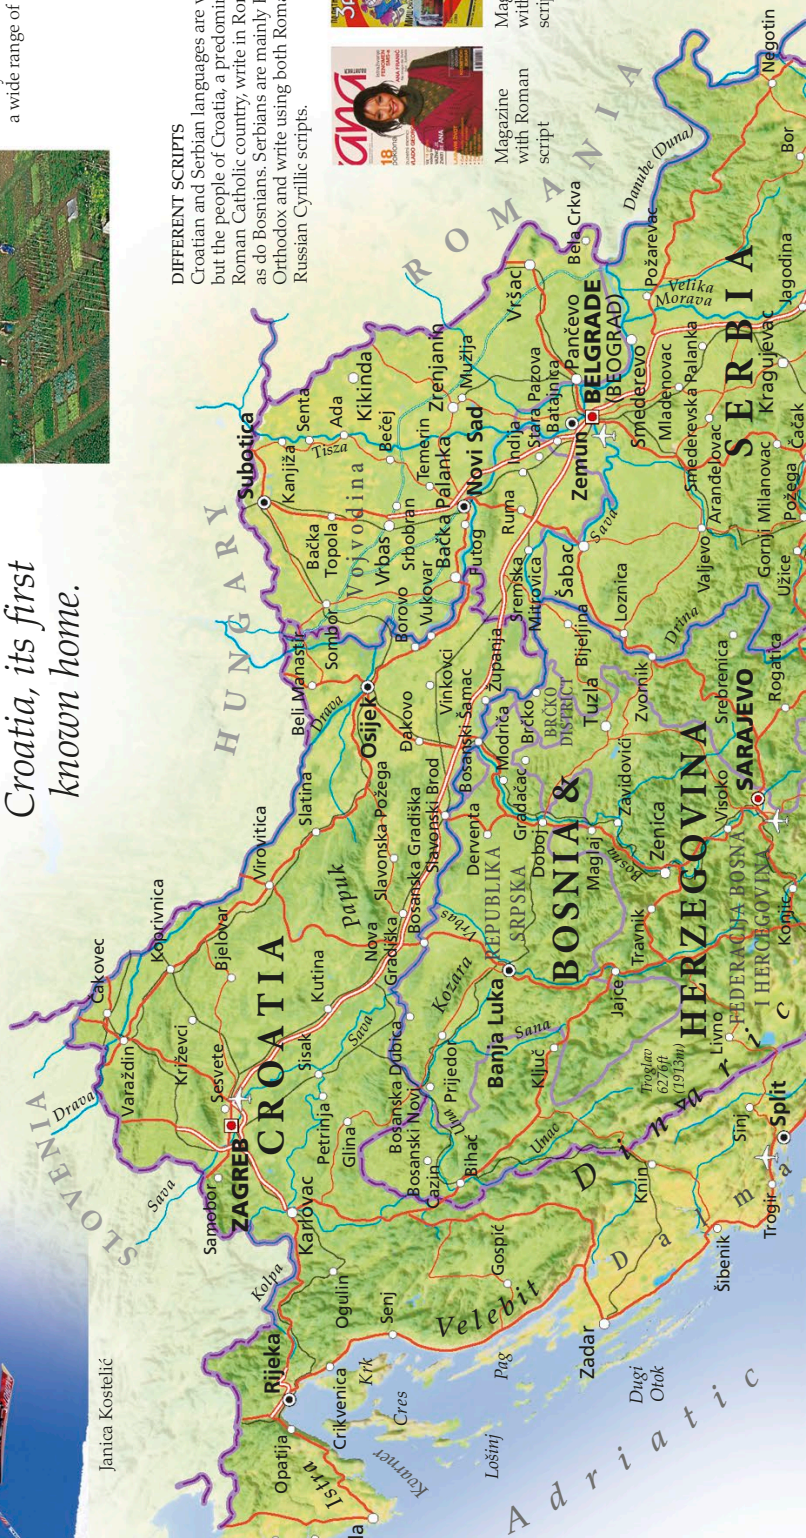 Croatia, its first
known home.
a wide range of
Janica Kostelić
DIFFERENT SCRIPTS
Croatian and Serbian languages are
but the people of Croatia, a
Roman Catholic country, write in
as do Bosnians. Serbians are mainly
Orthodox and write using both
Russian Cyrillic scripts.
ana
18
Magazine
with Roman
script
SLOVENIA
HUNGARY
ROMANIA
CROATIA
BOSNIA &
HERZEGOVINA
SERBIA
Vojvodina
REPUBLIKA
SRPSKA
BRČKO
DISTRICT
FEDERACIJA BOSNA
I HERCEGOVINA
Adriatic
Istra
Kvarner
Velebit
Papuk
Kozara
Dinaric
Dalma
Troglav
6276ft
(1913m)
Opatija
Rijeka
Crikvenica
Krk
Cres
Lošinj
Pag
Senj
Ogulin
Gospić
Zadar
Dugi
Otok
Knin
Šibenik
Trogir
Split
Sinj
Livno
Kolpa
Karlovac
Samobor
ZAGREB
Sesvete
Sava
Drava
Varaždin
Čakovec
Koprivnica
Križevci
Bjelovar
Virovitica
Slatina
Kutina
Sisak
Petrinja
Glina
Sava
Nova
Gradiška
Slavonska Požega
Bosanska Gradiška
Slavonski Brod
Drava
Beli Manastir
Osijek
Đakovo
Vinkovci
Borovo
Vukovar
Županja
Bosanska Dubica
Bosanski Novi
Cazin
Bihać
Una
Unac
Prijedor
Sana
Ključ
Banja Luka
Vrbas
Jajce
Travnik
Derventa
Doboj
Maglaj
Bosna
Gradačac
Modriča
Bosanski Šamac
Brčko
Zavidovići
Zenica
Visoko
SARAJEVO
Konjic
Tuzla
Bijeljina
Zvornik
Srebrenica
Rogatica
Drina
Subotica
Kanjiža
Senta
Ada
Tisza
Kikinda
Bečej
Bačka
Topola
Sombor
Vrbas
Srbobran
Temerin
Bačka Palanka
Novi Sad
Futog
Zrenjanin
Mužlja
Vršac
Bela Crkva
Pančevo
Inđija
Stara Pazova
Batajnica
Ruma
Zemun
BELGRADE
(BEOGRAD)
Sremska
Mitrovica
Šabac
Sava
Loznica
Valjevo
Smederevo
Mladenovac
Smederevska Palanka
Aranđelovac
Gornji Milanovac
Kragujevac
Užice
Požega
Čačak
Jagodina
Požarevac
Velika
Morava
Danube (Duna)
Negotin
Bor